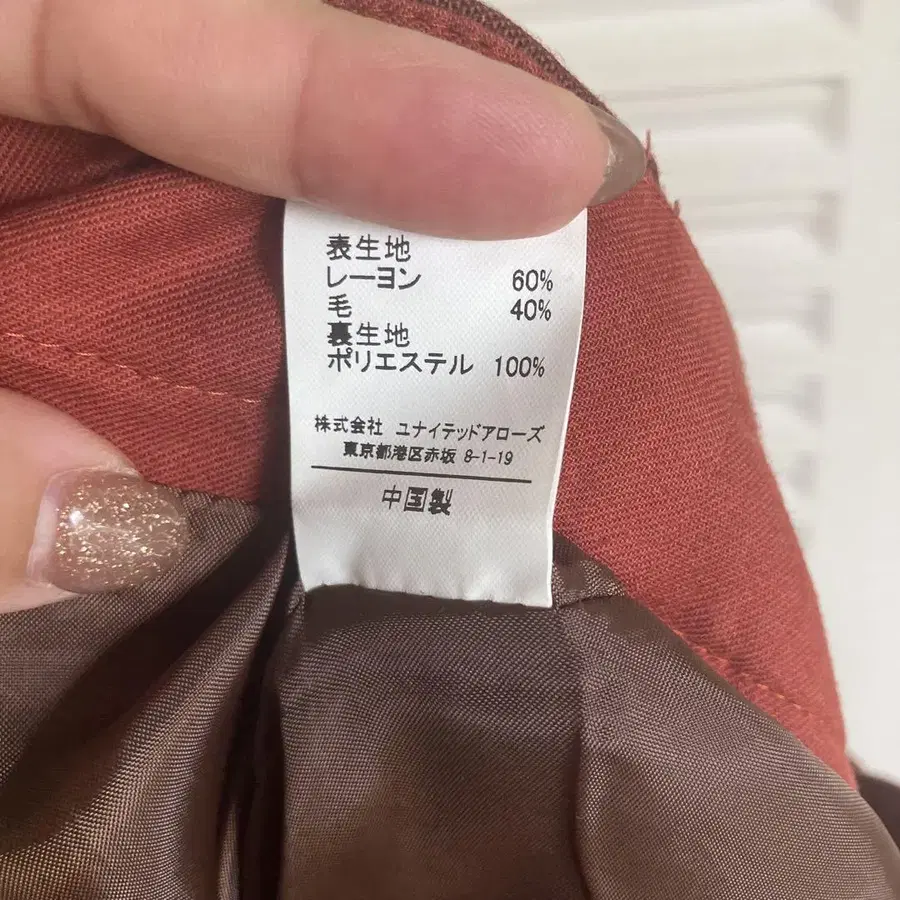 表生地
レーヨン 60%
毛 40%
裏生地
ポリエステル 100%
株式会社 ユナイテッドアローズ
東京都港区赤坂 8-1-19
中国製